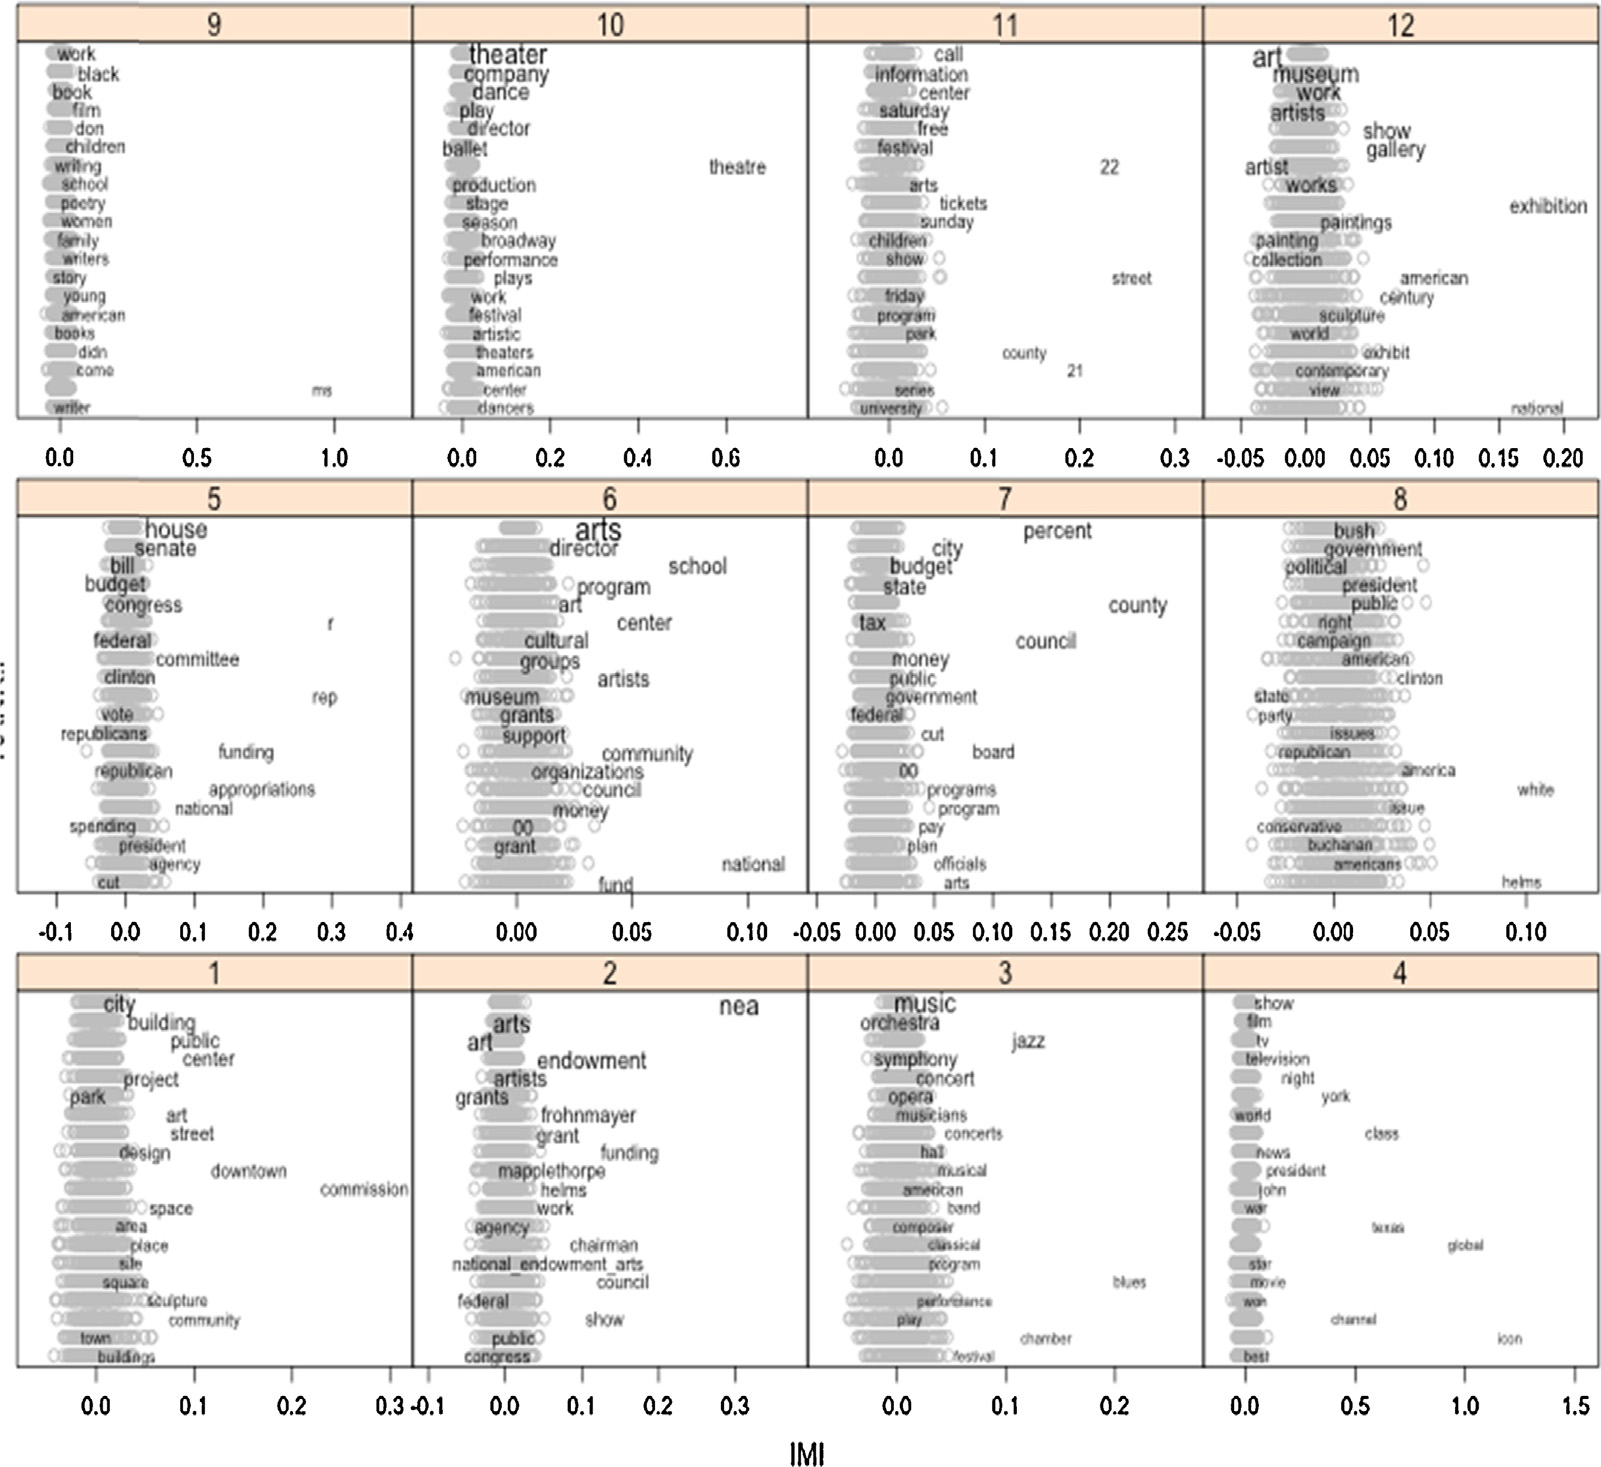 9 10 11 12
work theater call art
black company information museum
book dance center work
film play saturday artists
don director free show
children ballet festival gallery
writing theatre 22 artist
school production arts works
poetry stage tickets exhibition
women season sunday paintings
family broadway children painting
writers performance show collection
story plays street american
young work friday century
american festival program sculpture
books artistic park world
didn theaters county exhibit
come american 21 contemporary
ms center series view
writer dancers university national
0.0 0.5 1.0 0.0 0.2 0.4 0.6 0.0 0.1 0.2 0.3 -0.05 0.00 0.05 0.10 0.15 0.20
5 6 7 8
house arts percent bush
senate director city government
bill school budget political
budget program state president
congress art county public
r center tax right
federal cultural council campaign
committee groups money american
clinton artists public clinton
rep museum government state
vote grants federal party
republicans support cut issues
funding community board republican
republican organizations 00 america
appropriations council programs white
national money program issue
spending 00 pay conservative
president grant plan buchanan
agency national officials americans
cut fund arts helms
-0.1 0.0 0.1 0.2 0.3 0.4 0.00 0.05 0.10 -0.05 0.00 0.05 0.10 0.15 0.20 0.25 -0.05 0.00 0.05 0.10
1 2 3 4
city nea music show
building arts orchestra film
public art jazz tv
center endowment symphony television
project artists concert night
park grants opera york
art frohnmayer musicians world
street grant concerts class
design funding hall news
downtown mapplethorpe musical president
commission helms american john
space work band war
area agency composer texas
place chairman classical global
site national_endowment_arts program star
square council blues movie
sculpture federal performance won
community show play channel
town public chamber icon
buildings congress festival best
0.0 0.1 0.2 0.3 -0.1 0.0 0.1 0.2 0.3 0.0 0.1 0.2 0.0 0.5 1.0 1.5
IMI